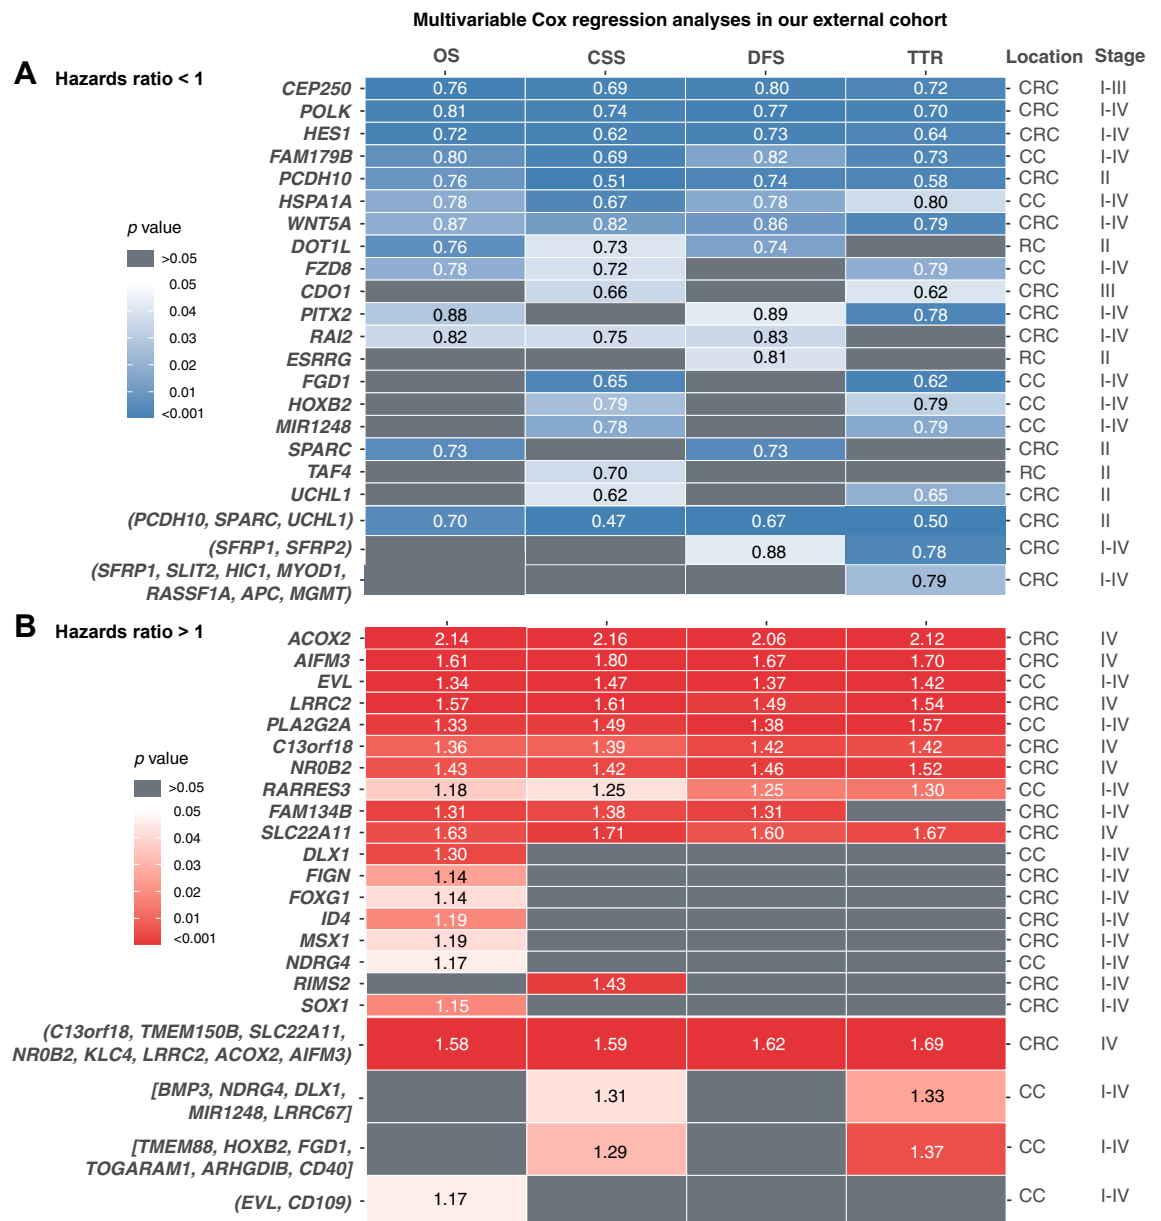 Multivariable Cox regression analyses in our external cohort
OS CSS DFS TTR Location Stage
A Hazards ratio < 1
CEP250 0.76 0.69 0.80 0.72 CRC I-III
POLK 0.81 0.74 0.77 0.70 CRC I-IV
HES1 0.72 0.62 0.73 0.64 CRC I-IV
FAM179B 0.80 0.69 0.82 0.73 CC I-IV
PCDH10 0.76 0.51 0.74 0.58 CRC II
HSPA1A 0.78 0.67 0.78 0.80 CC I-IV
WNT5A 0.87 0.82 0.86 0.79 CRC I-IV
DOT1L 0.76 0.73 0.74 RC II
FZD8 0.78 0.72 0.79 CC I-IV
CDO1 0.66 0.62 CRC III
PITX2 0.88 0.89 0.78 CRC I-IV
RAI2 0.82 0.75 0.83 CRC I-IV
ESRRG 0.81 RC II
FGD1 0.65 0.62 CC I-IV
HOXB2 0.79 0.79 CC I-IV
MIR1248 0.78 0.79 CC I-IV
SPARC 0.73 0.73 CRC II
TAF4 0.70 RC II
UCHL1 0.62 0.65 CRC II
(PCDH10, SPARC, UCHL1) 0.70 0.47 0.67 0.50 CRC II
(SFRP1, SFRP2) 0.88 0.78 CRC I-IV
(SFRP1, SLIT2, HIC1, MYOD1,
RASSF1A, APC, MGMT) 0.79 CRC I-IV
p value
>0.05
0.05
0.04
0.03
0.02
0.01
<0.001
B Hazards ratio > 1
ACOX2 2.14 2.16 2.06 2.12 CRC IV
AIFM3 1.61 1.80 1.67 1.70 CRC IV
EVL 1.34 1.47 1.37 1.42 CC I-IV
LRRC2 1.57 1.61 1.49 1.54 CRC IV
PLA2G2A 1.33 1.49 1.38 1.57 CC I-IV
C13orf18 1.36 1.39 1.42 1.42 CRC IV
NR0B2 1.43 1.42 1.46 1.52 CRC IV
RARRES3 1.18 1.25 1.25 1.30 CC I-IV
FAM134B 1.31 1.38 1.31 CRC I-IV
SLC22A11 1.63 1.71 1.60 1.67 CRC IV
DLX1 1.30 CC I-IV
FIGN 1.14 CRC I-IV
FOXG1 1.14 CRC I-IV
ID4 1.19 CRC I-IV
MSX1 1.19 CRC I-IV
NDRG4 1.17 CC I-IV
RIMS2 1.43 CRC I-IV
SOX1 1.15 CRC I-IV
(C13orf18, TMEM150B, SLC22A11,
NR0B2, KLC4, LRRC2, ACOX2, AIFM3) 1.58 1.59 1.62 1.69 CRC IV
[BMP3, NDRG4, DLX1,
MIR1248, LRRC67] 1.31 1.33 CC I-IV
[TMEM88, HOXB2, FGD1,
TOGARAM1, ARHGDIB, CD40] 1.29 1.37 CC I-IV
(EVL, CD109) 1.17 CC I-IV
p value
>0.05
0.05
0.04
0.03
0.02
0.01
<0.001